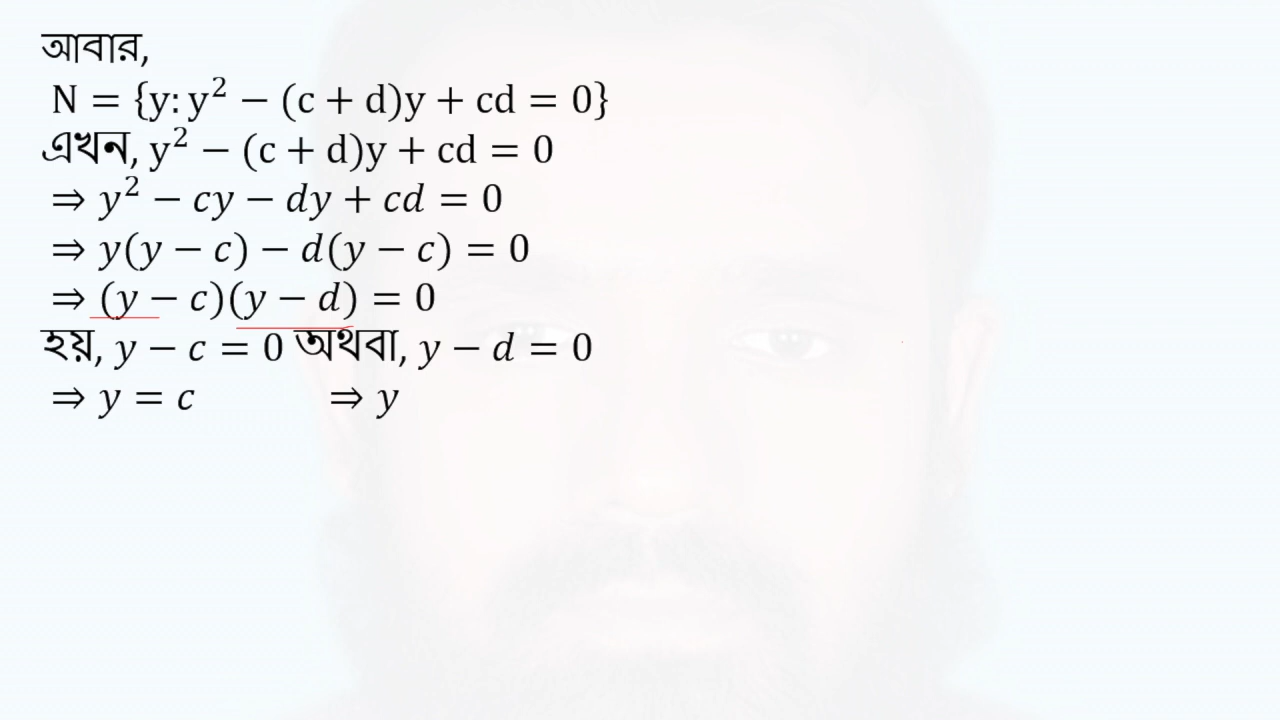 আবার,
N = {y: y² − (c + d)y + cd = 0}
এখন, y² − (c + d)y + cd = 0
⇒ y² − cy − dy + cd = 0
⇒ y(y − c) − d(y − c) = 0
⇒ (y − c)(y − d) = 0
হয়, y − c = 0 অথবা, y − d = 0
⇒ y = c ⇒ y